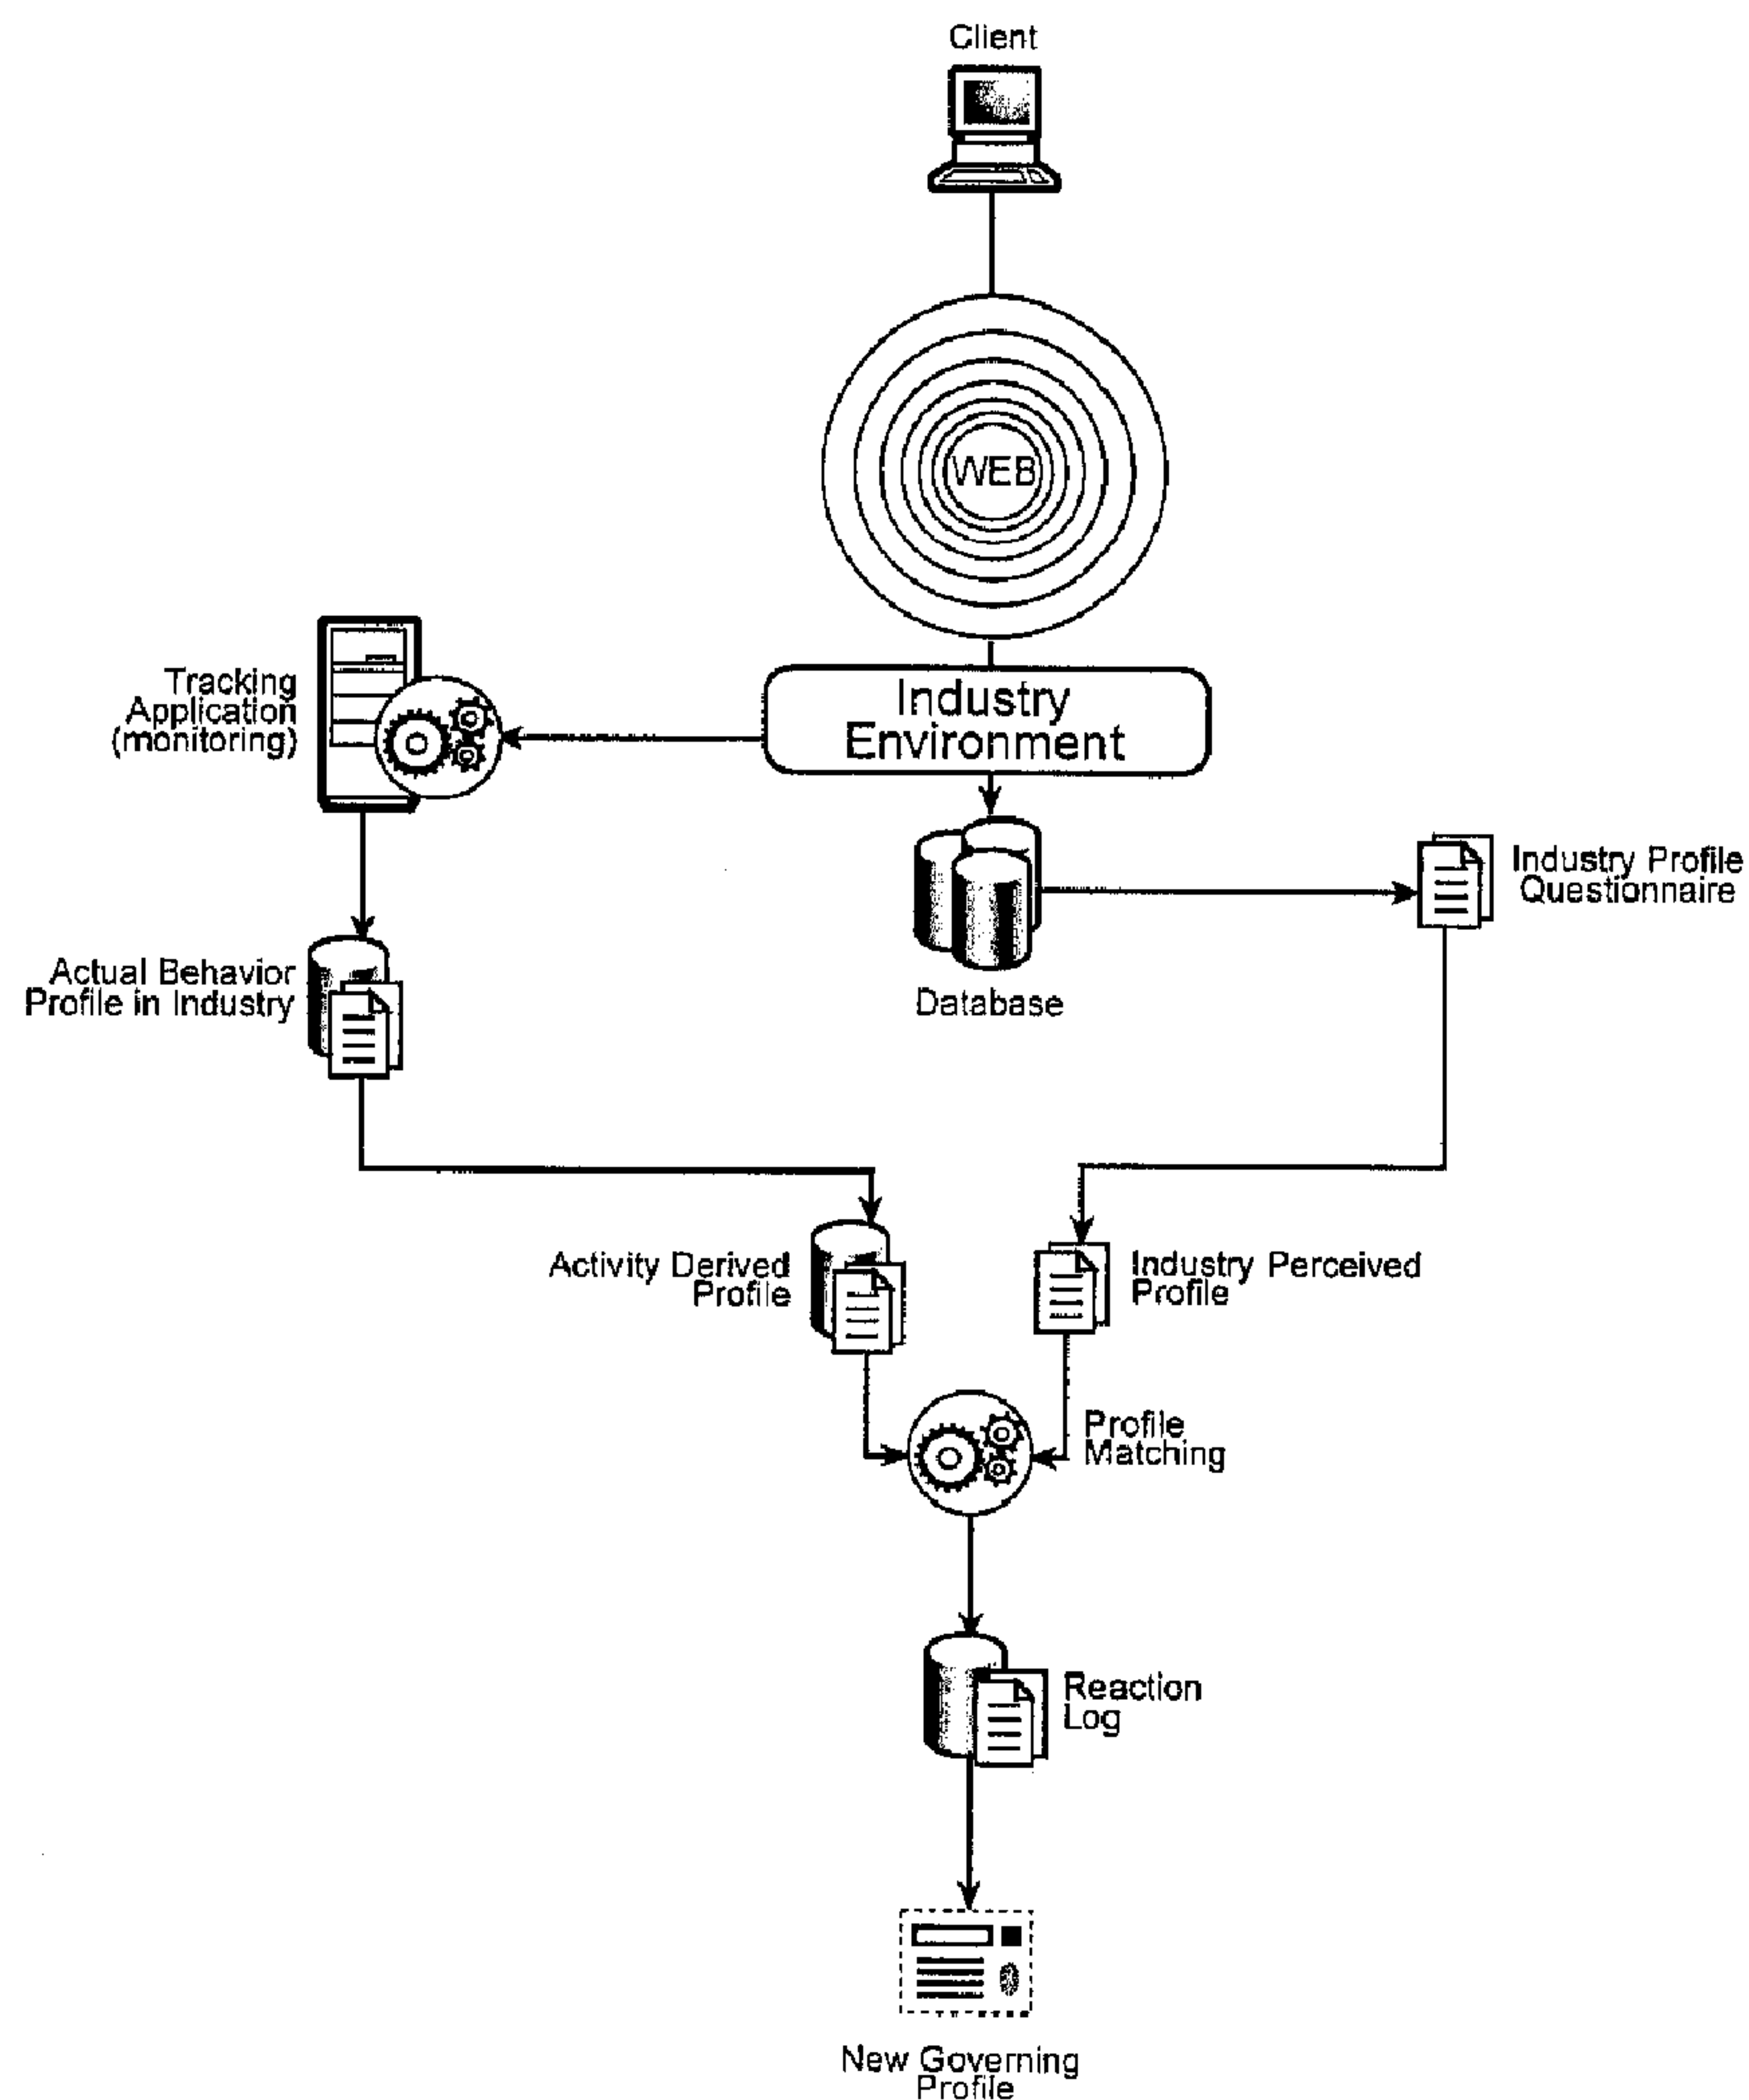 Client
WEB
Industry
Environment
Tracking
Application
(monitoring)
Industry Profile
Questionnaire
Actual Behavior
Profile in Industry
Database
Activity Derived
Profile
Industry Perceived
Profile
Profile
Matching
Reaction
Log
New Governing
Profile